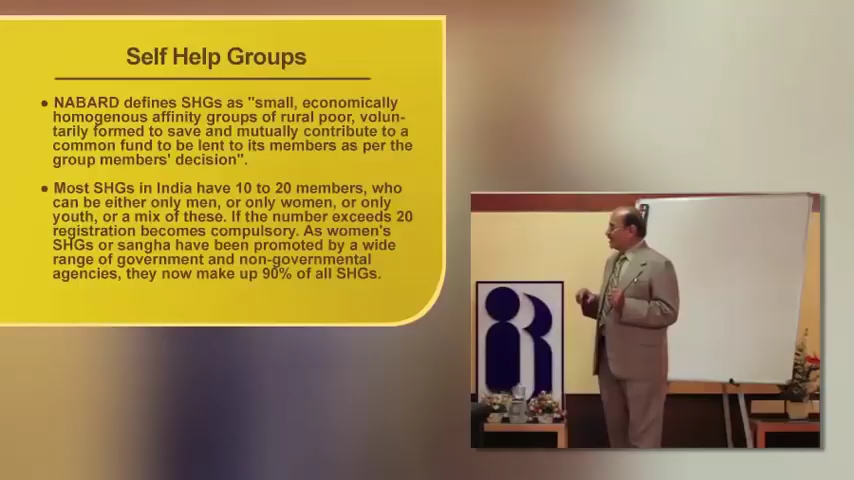 Self Help Groups
● NABARD defines SHGs as "small, economically
homogenous affinity groups of rural poor, volun-
tarily formed to save and mutually contribute to a
common fund to be lent to its members as per the
group members' decision".
● Most SHGs in India have 10 to 20 members, who
can be either only men, or only women, or only
youth, or a mix of these. If the number exceeds 20
registration becomes compulsory. As women's
SHGs or sangha have been promoted by a wide
range of government and non-governmental
agencies, they now make up 90% of all SHGs.